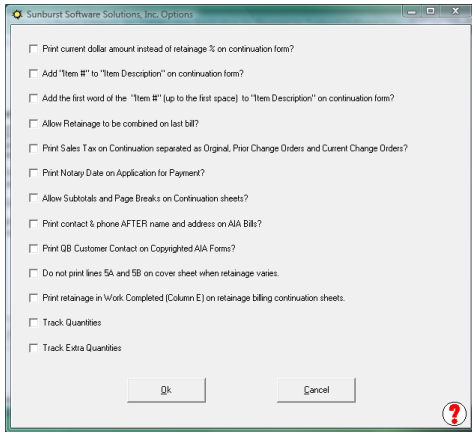 Sunburst Software Solutions, Inc. Options
Print current dollar amount instead of retainage % on continuation form?
Add "Item #" to "Item Description" on continuation form?
Add the first word of the "Item #" (up to the first space) to "Item Description" on continuation form?
Allow Retainage to be combined on last bill?
Print Sales Tax on Continuation separated as Orginal, Prior Change Orders and Current Change Orders?
Print Notary Date on Application for Payment?
Allow Subtotals and Page Breaks on Continuation sheets?
Print contact & phone AFTER name and address on AIA Bills?
Print QB Customer Contact on Copyrighted AIA Forms?
Do not print lines 5A and 5B on cover sheet when retainage varies.
Print retainage in Work Completed (Column E) on retainage billing continuation sheets.
Track Quantities
Track Extra Quantities
Ok Cancel
?